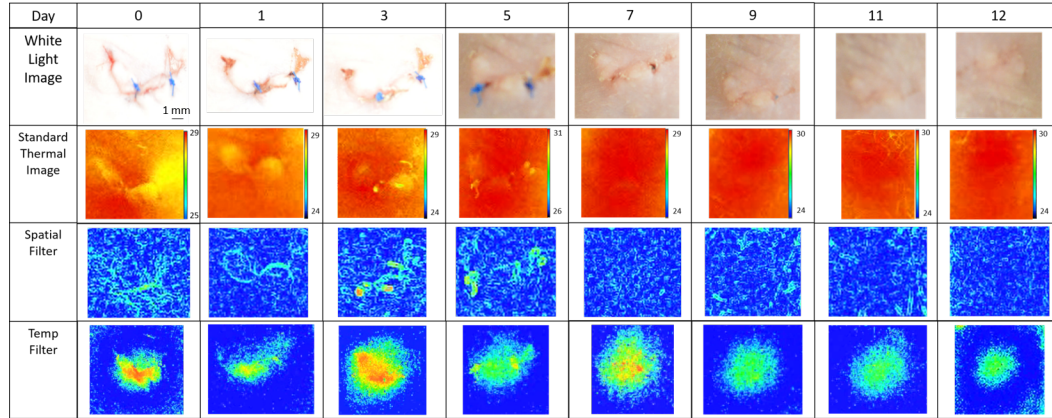 Day 0 1 3 5 7 9 11 12
White
Light
Image
1 mm
Standard
Thermal
Image
29 29 29 31 29 30 30 30
25 24 24 26 24 24 24 24
Spatial
Filter
Temp
Filter